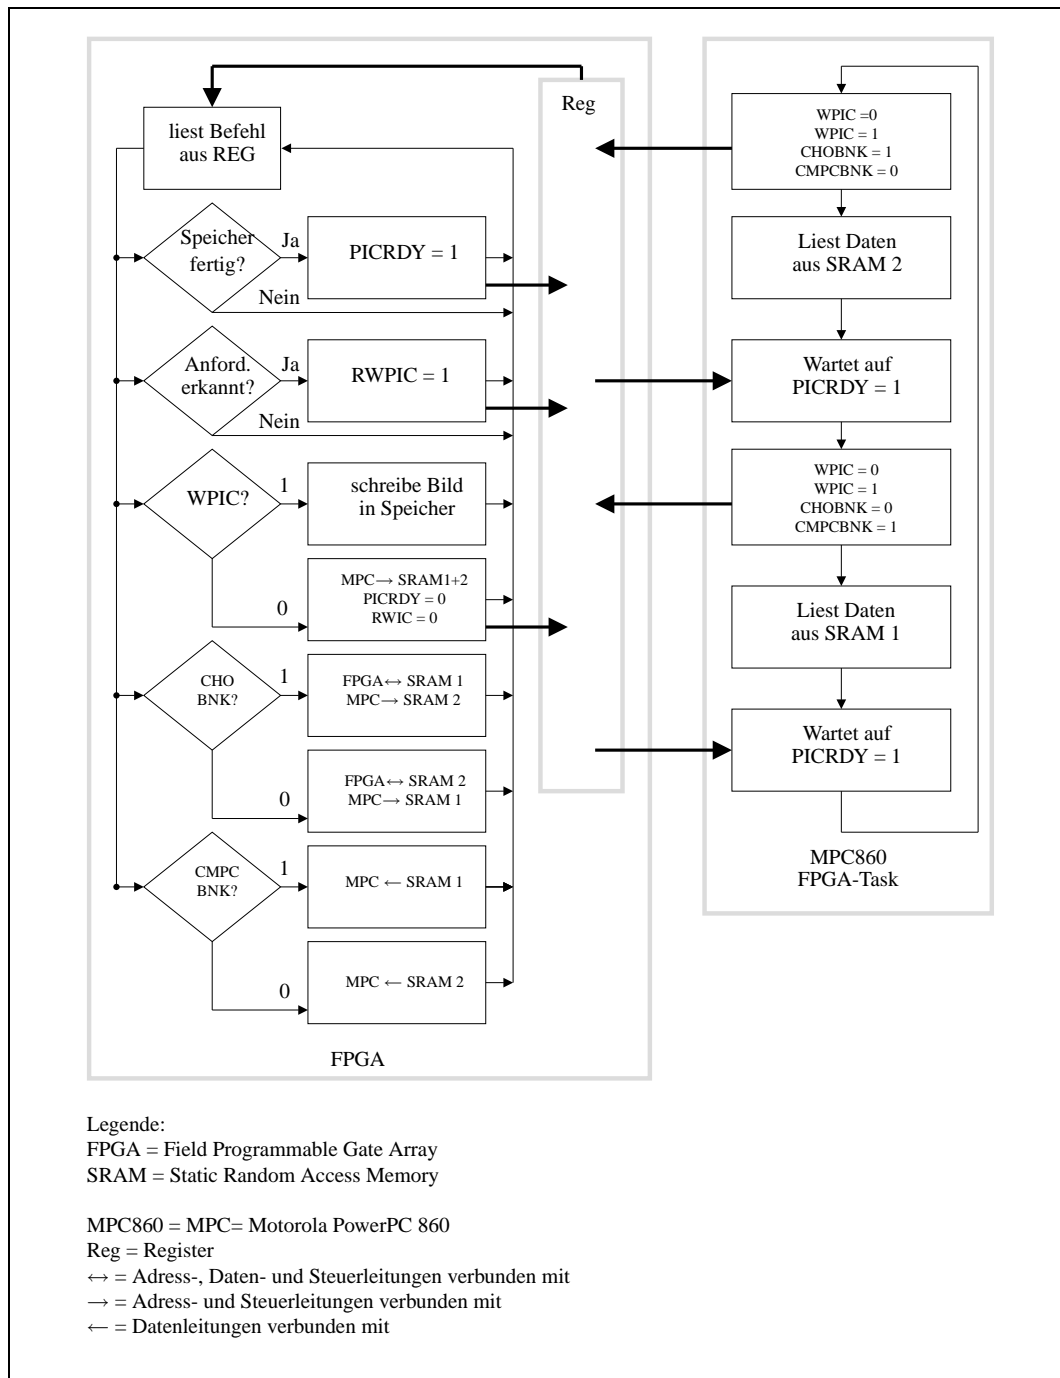 liest Befehl
aus REG
Speicher
fertig?
Ja
PICRDY = 1
Nein
Anford.
erkannt?
Ja
RWPIC = 1
Nein
WPIC?
1
schreibe Bild
in Speicher
0
MPC→ SRAM1+2
PICRDY = 0
RWIC = 0
CHO
BNK?
1
FPGA↔ SRAM 1
MPC→ SRAM 2
0
FPGA↔ SRAM 2
MPC→ SRAM 1
CMPC
BNK?
1
MPC ← SRAM 1
0
MPC ← SRAM 2
FPGA
Reg
WPIC =0
WPIC = 1
CHOBNK = 1
CMPCBNK = 0
Liest Daten
aus SRAM 2
Wartet auf
PICRDY = 1
WPIC = 0
WPIC = 1
CHOBNK = 0
CMPCBNK = 1
Liest Daten
aus SRAM 1
Wartet auf
PICRDY = 1
MPC860
FPGA-Task
Legende:
FPGA = Field Programmable Gate Array
SRAM = Static Random Access Memory
MPC860 = MPC= Motorola PowerPC 860
Reg = Register
↔ = Adress-, Daten- und Steuerleitungen verbunden mit
→ = Adress- und Steuerleitungen verbunden mit
← = Datenleitungen verbunden mit